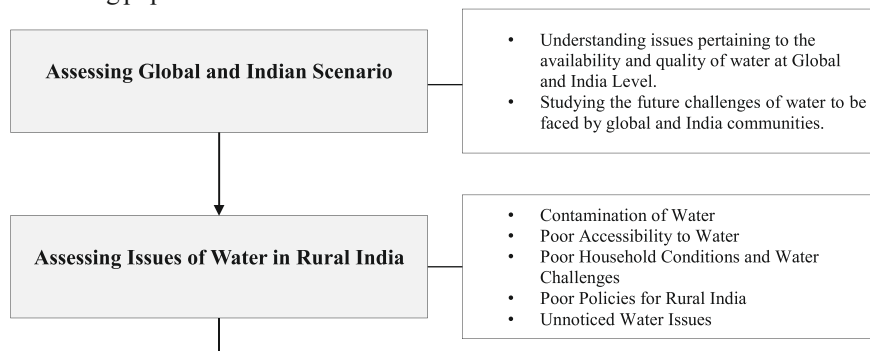 Assessing Global and Indian Scenario
• Understanding issues pertaining to the
availability and quality of water at Global
and India Level.
• Studying the future challenges of water to be
faced by global and India communities.
Assessing Issues of Water in Rural India
• Contamination of Water
• Poor Accessibility to Water
• Poor Household Conditions and Water
Challenges
• Poor Policies for Rural India
• Unnoticed Water Issues